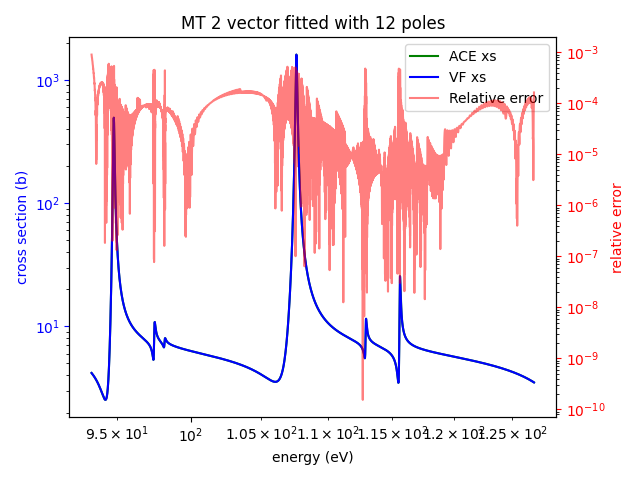 MT 2 vector fitted with 12 poles
ACE xs
VF xs
Relative error
cross section (b)
10³
10²
10¹
relative error
10⁻³
10⁻⁴
10⁻⁵
10⁻⁶
10⁻⁷
10⁻⁸
10⁻⁹
10⁻¹⁰
9.5 × 10¹ 10² 1.05 × 10² 1.1 × 10² 1.15 × 10² 1.2 × 10² 1.25 × 10²
energy (eV)